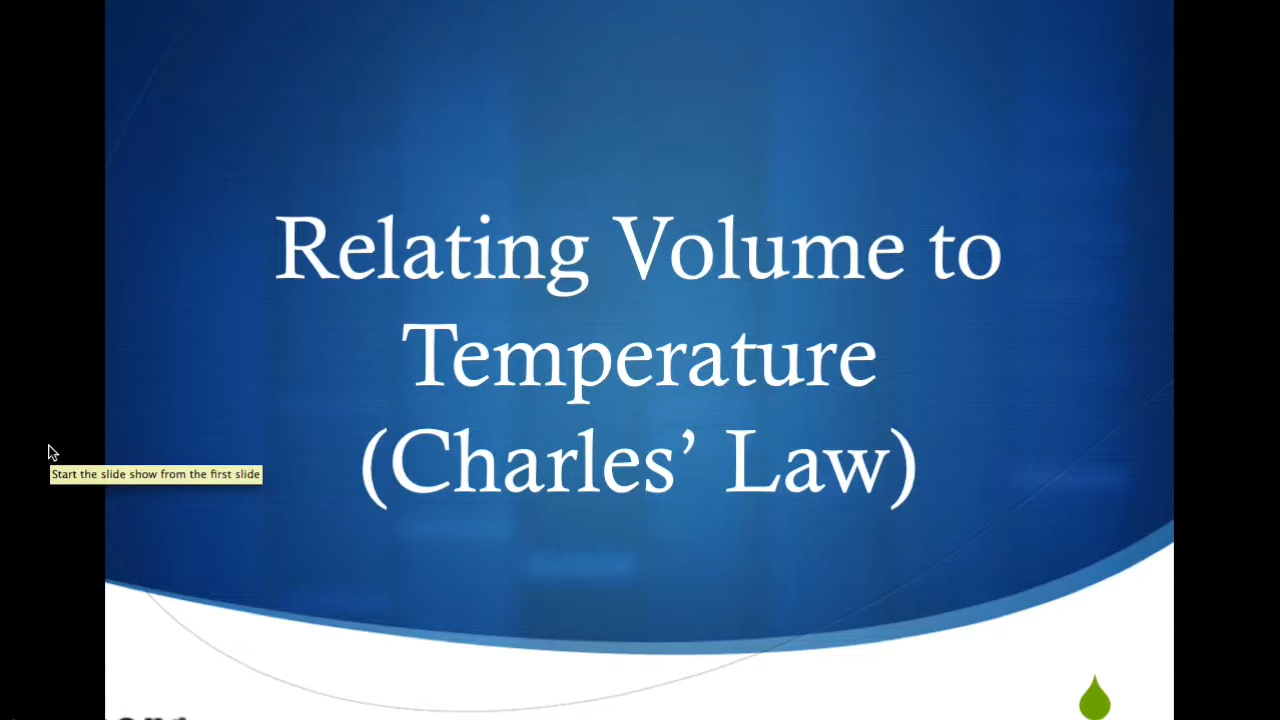 Relating Volume to
Temperature
(Charles’ Law)
Start the slide show from the first slide